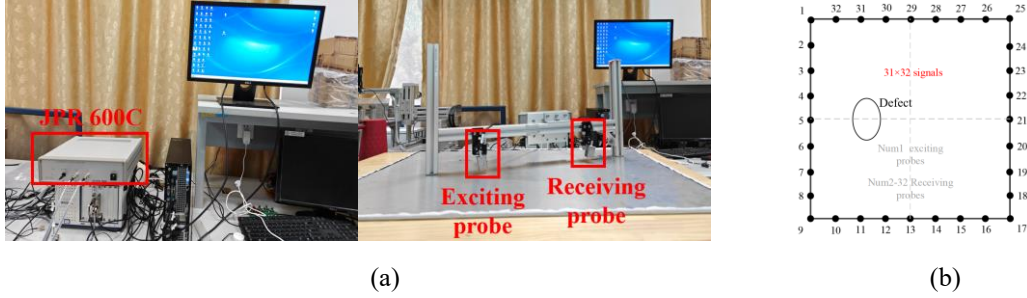 JPR 600C
Exciting
probe
Receiving
probe
(a)
1 32 31 30 29 28 27 26 25
2 24
3 31×32 signals 23
22
4 Defect
5 21
Num1 exciting
6 probes 20
7 Num2-32 Receiving 19
8 probes 18
9 10 11 12 13 14 15 16 17
(b)